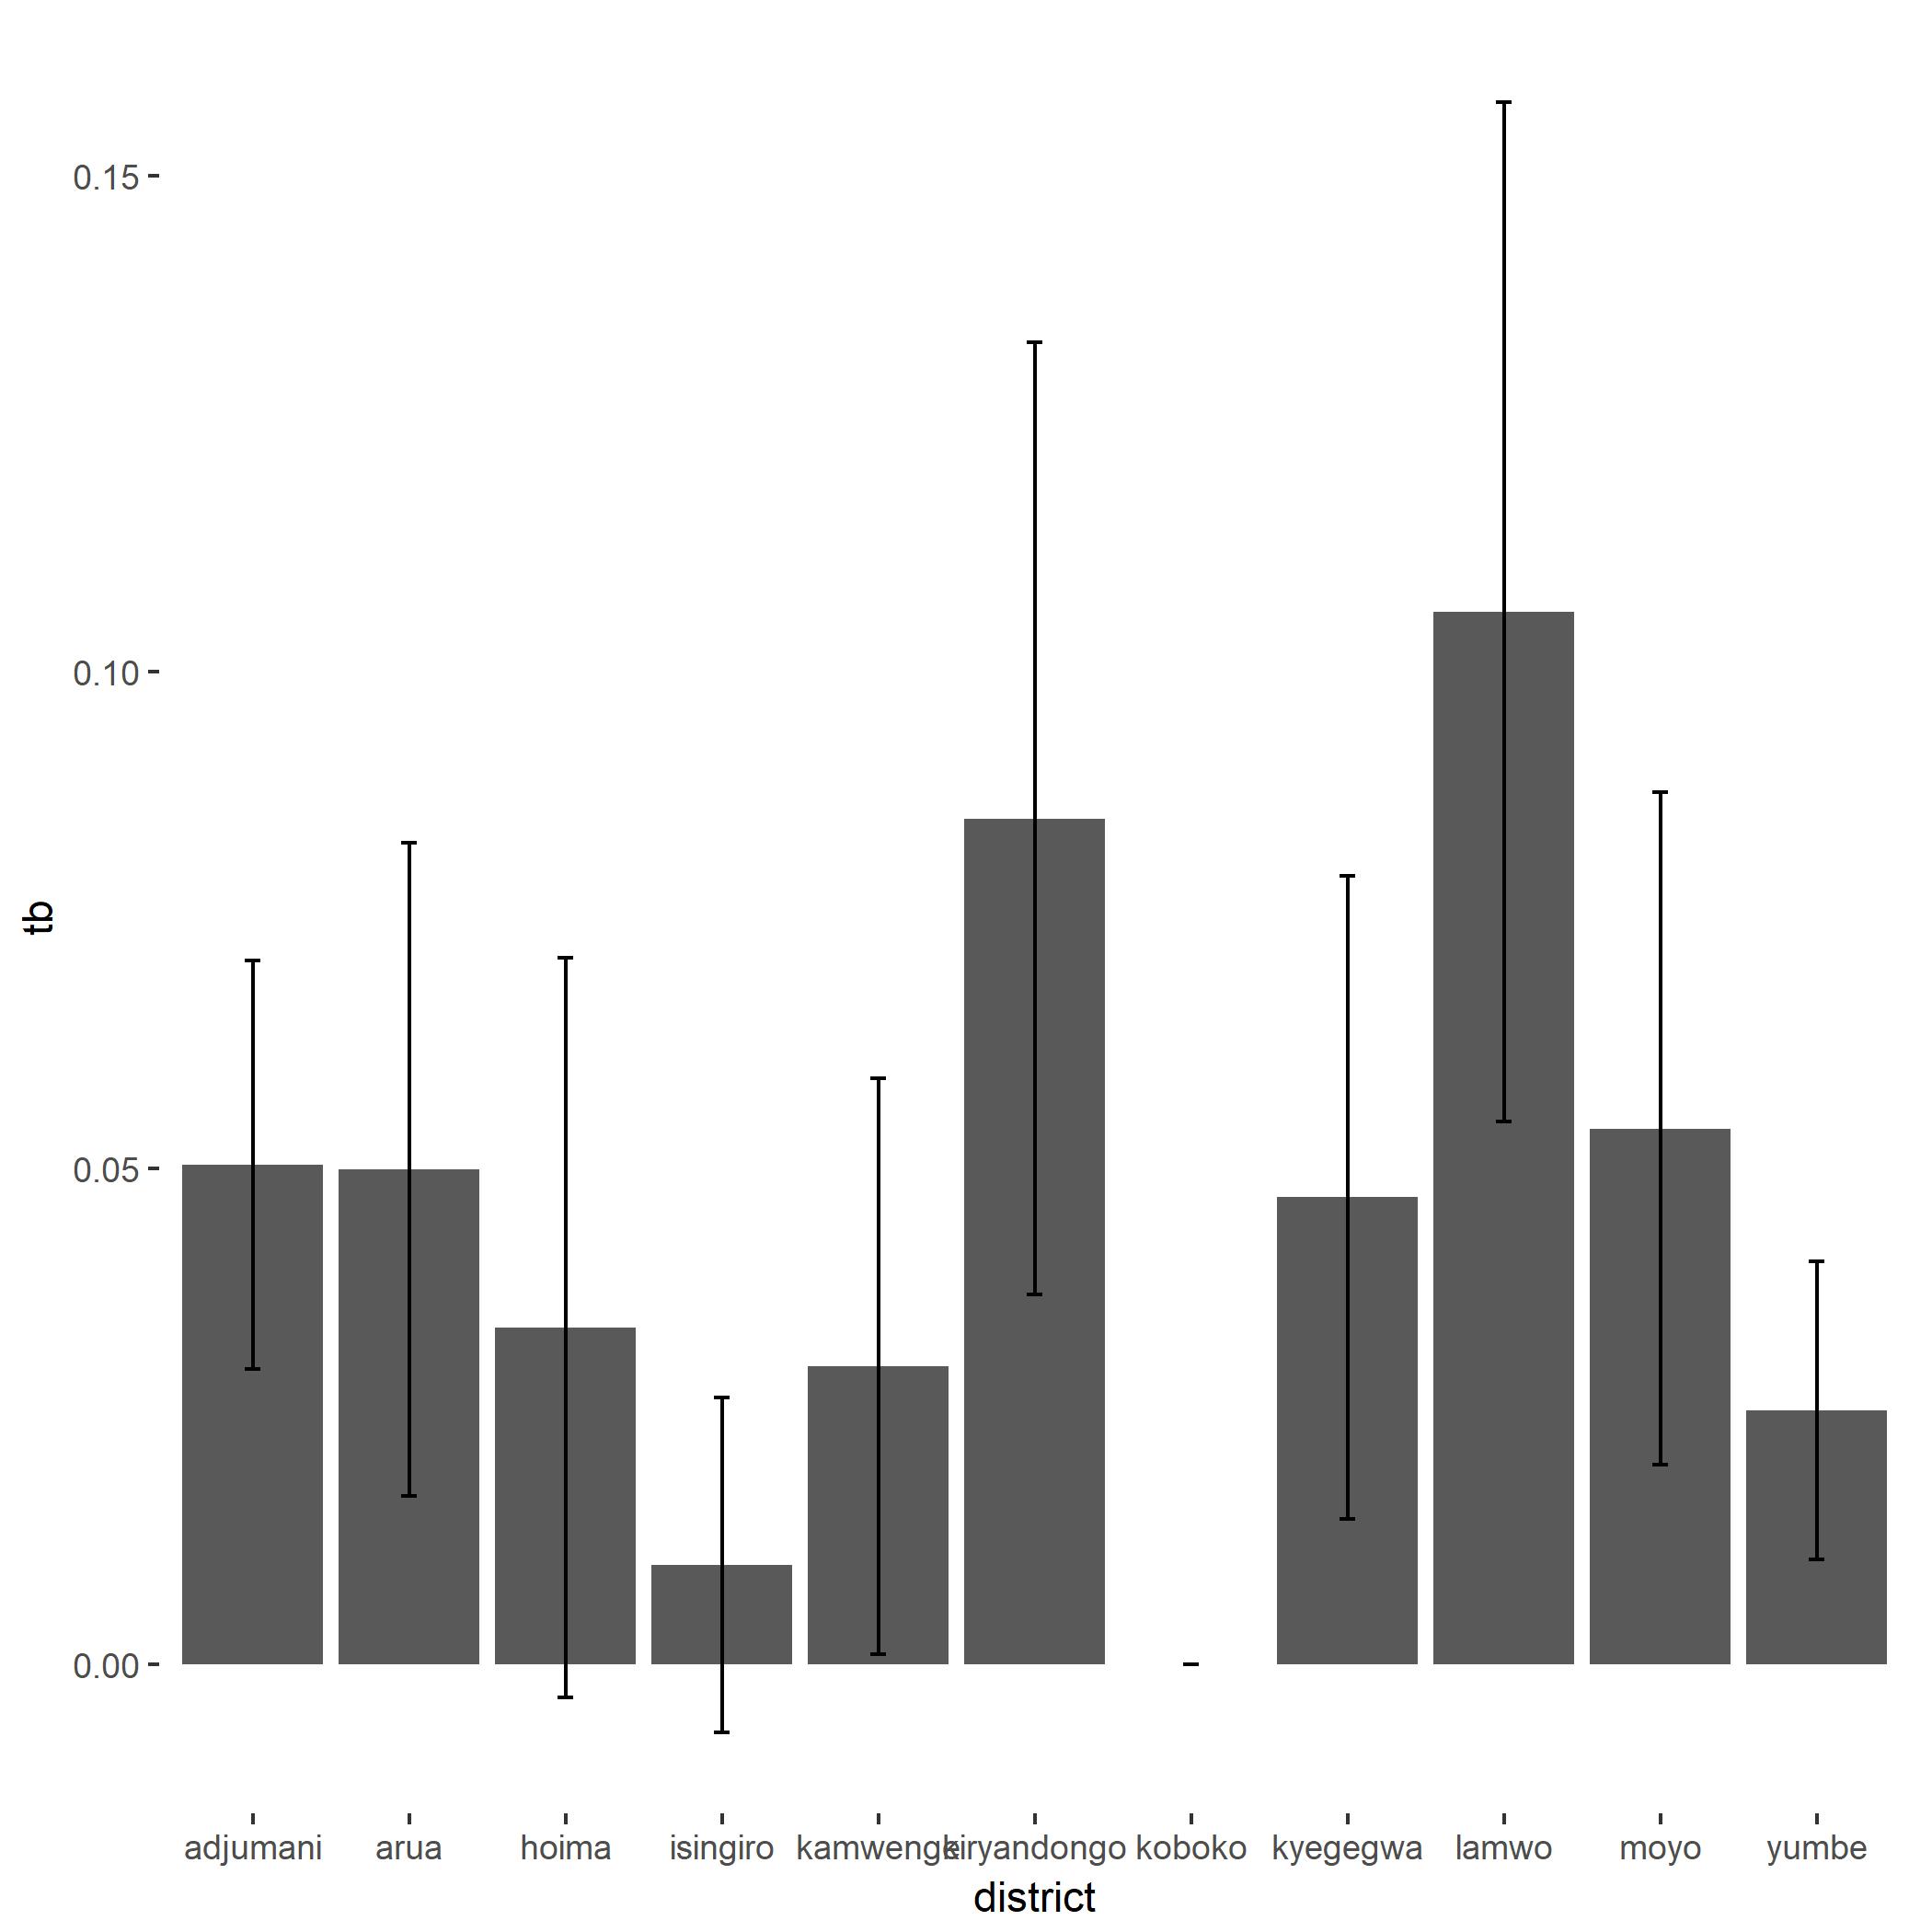 0.15
0.10
tb
0.05
0.00
adjumani arua hoima isingiro kamwenge kiryandongo koboko kyegegwa lamwo moyo yumbe
district